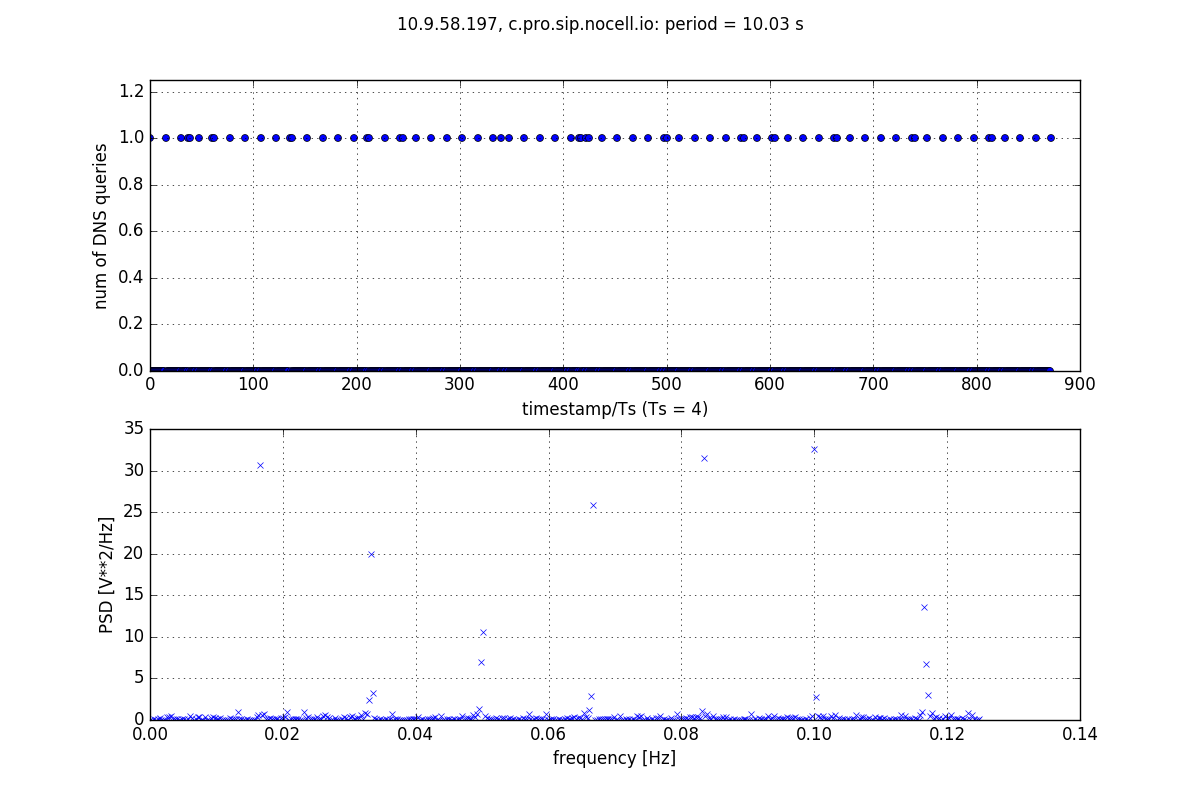 10.9.58.197, c.pro.sip.nocell.io: period = 10.03 s
1.2
1.0
0.8
0.6
0.4
0.2
0.0
num of DNS queries
0 100 200 300 400 500 600 700 800 900
timestamp/Ts (Ts = 4)
35
30
25
20
15
10
5
0
PSD [V**2/Hz]
0.00 0.02 0.04 0.06 0.08 0.10 0.12 0.14
frequency [Hz]